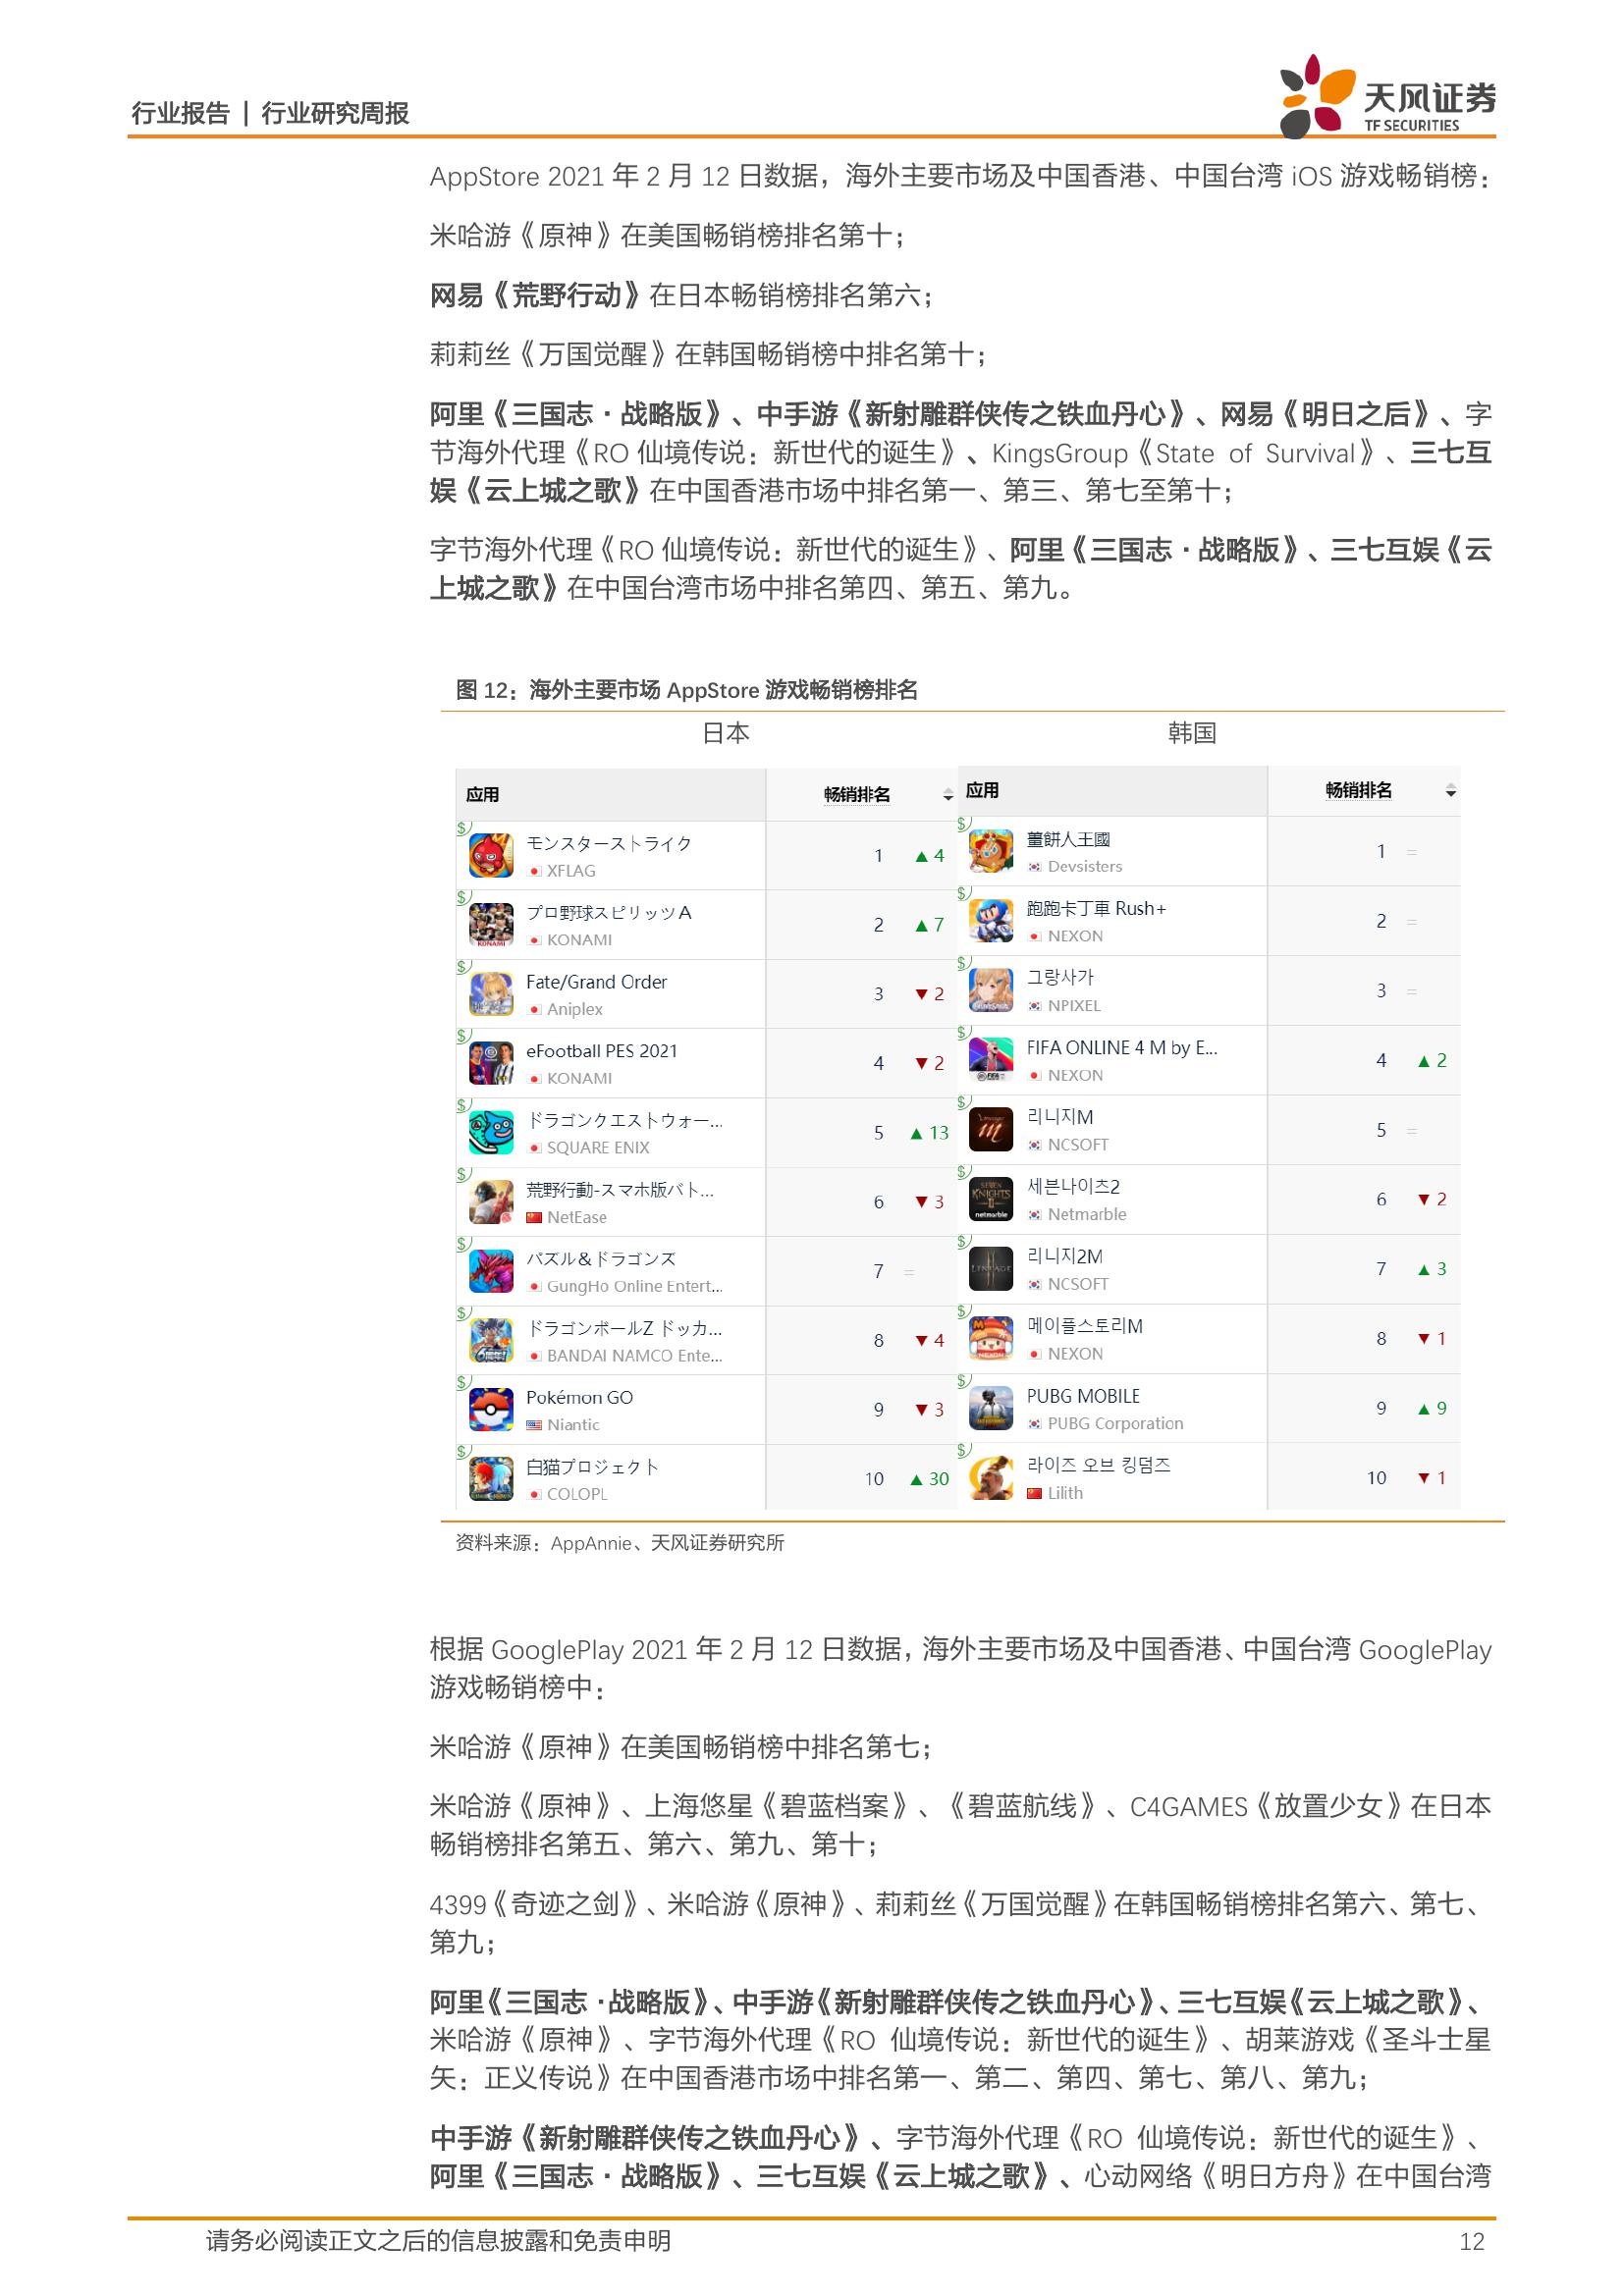 行业报告 | 行业研究周报
天风证券
TF SECURITIES
AppStore 2021 年 2 月 12 日数据，海外主要市场及中国香港、中国台湾 iOS 游戏畅销榜：
米哈游《原神》在美国畅销榜排名第十；
网易《荒野行动》在日本畅销榜排名第六；
莉莉丝《万国觉醒》在韩国畅销榜中排名第十；
阿里《三国志·战略版》、中手游《新射雕群侠传之铁血丹心》、网易《明日之后》、字
节海外代理《RO 仙境传说：新世代的诞生》、KingsGroup《State of Survival》、三七互
娱《云上城之歌》在中国香港市场中排名第一、第三、第七至第十；
字节海外代理《RO 仙境传说：新世代的诞生》、阿里《三国志·战略版》、三七互娱《云
上城之歌》在中国台湾市场中排名第四、第五、第九。
图 12：海外主要市场 AppStore 游戏畅销榜排名
日本 韩国
应用 畅销排名
モンスターストライク
XFLAG
1 ▲4
プロ野球スピリッツA
KONAMI
2 ▲7
Fate/Grand Order
Aniplex
3 ▼2
eFootball PES 2021
KONAMI
4 ▼2
ドラゴンクエストウォー...
SQUARE ENIX
5 ▲13
荒野行動-スマホ版バト...
NetEase
6 ▼3
パズル＆ドラゴンズ
GungHo Online Entert...
7 =
ドラゴンボールZ ドッカ...
BANDAI NAMCO Ente...
8 ▼4
Pokémon GO
Niantic
9 ▼3
白猫プロジェクト
COLOPL
10 ▲30
应用 畅销排名
薑餅人王國
Devsisters
1 =
跑跑卡丁車 Rush+
NEXON
2 =
그랑사가
NPIXEL
3 =
FIFA ONLINE 4 M by E...
NEXON
4 ▲2
리니지M
NCSOFT
5 =
세븐나이츠2
Netmarble
6 ▼2
리니지2M
NCSOFT
7 ▲3
메이플스토리M
NEXON
8 ▼1
PUBG MOBILE
PUBG Corporation
9 ▲9
라이즈 오브 킹덤즈
Lilith
10 ▼1
资料来源：AppAnnie、天风证券研究所
根据 GooglePlay 2021 年 2 月 12 日数据，海外主要市场及中国香港、中国台湾 GooglePlay
游戏畅销榜中：
米哈游《原神》在美国畅销榜中排名第七；
米哈游《原神》、上海悠星《碧蓝档案》、《碧蓝航线》、C4GAMES《放置少女》在日本
畅销榜排名第五、第六、第九、第十；
4399《奇迹之剑》、米哈游《原神》、莉莉丝《万国觉醒》在韩国畅销榜排名第六、第七、
第九；
阿里《三国志·战略版》、中手游《新射雕群侠传之铁血丹心》、三七互娱《云上城之歌》、
米哈游《原神》、字节海外代理《RO 仙境传说：新世代的诞生》、胡莱游戏《圣斗士星
矢：正义传说》在中国香港市场中排名第一、第二、第四、第七、第八、第九；
中手游《新射雕群侠传之铁血丹心》、字节海外代理《RO 仙境传说：新世代的诞生》、
阿里《三国志·战略版》、三七互娱《云上城之歌》、心动网络《明日方舟》在中国台湾
请务必阅读正文之后的信息披露和免责申明 12